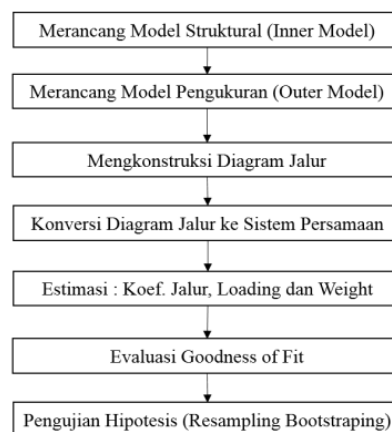 Merancang Model Struktural (Inner Model)
Merancang Model Pengukuran (Outer Model)
Mengkonstruksi Diagram Jalur
Konversi Diagram Jalur ke Sistem Persamaan
Estimasi : Koef. Jalur, Loading dan Weight
Evaluasi Goodness of Fit
Pengujian Hipotesis (Resampling Bootstraping)